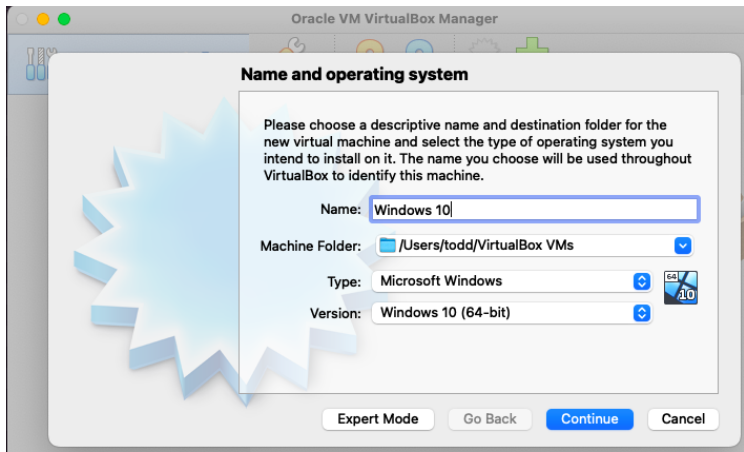 Oracle VM VirtualBox Manager
Name and operating system
Please choose a descriptive name and destination folder for the
new virtual machine and select the type of operating system you
intend to install on it. The name you choose will be used throughout
VirtualBox to identify this machine.
Name: Windows 10
Machine Folder: /Users/todd/VirtualBox VMs
Type: Microsoft Windows
64
10
Version: Windows 10 (64-bit)
Expert Mode Go Back Continue Cancel